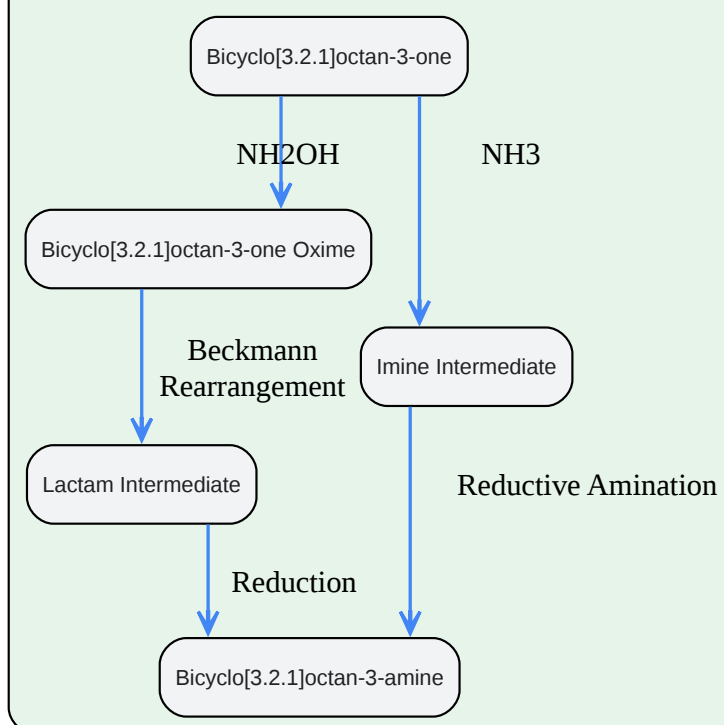 Bicyclo[3.2.1]octan-3-one
NH2OH
NH3
Bicyclo[3.2.1]octan-3-one Oxime
Beckmann
Rearrangement
Imine Intermediate
Lactam Intermediate
Reductive Amination
Reduction
Bicyclo[3.2.1]octan-3-amine